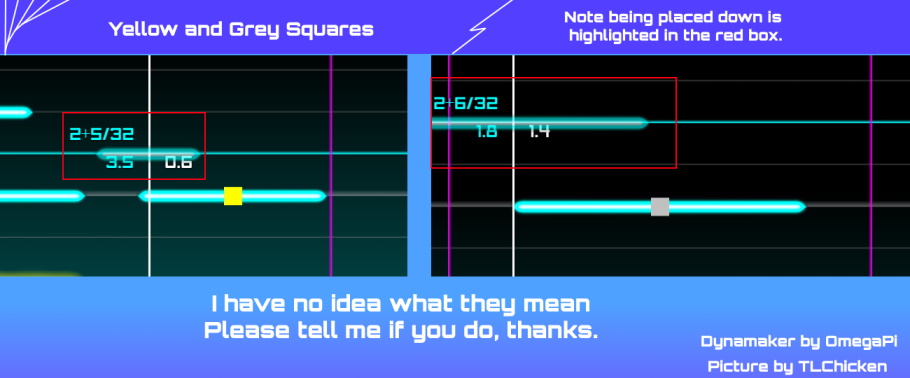 Yellow and Grey Squares
Note being placed down is
highlighted in the red box.
2+5/32
3.5 0.6
2+6/32
1.8 1.4
I have no idea what they mean
Please tell me if you do, thanks.
Dynamaker by OmegaPi
Picture by TLChicken